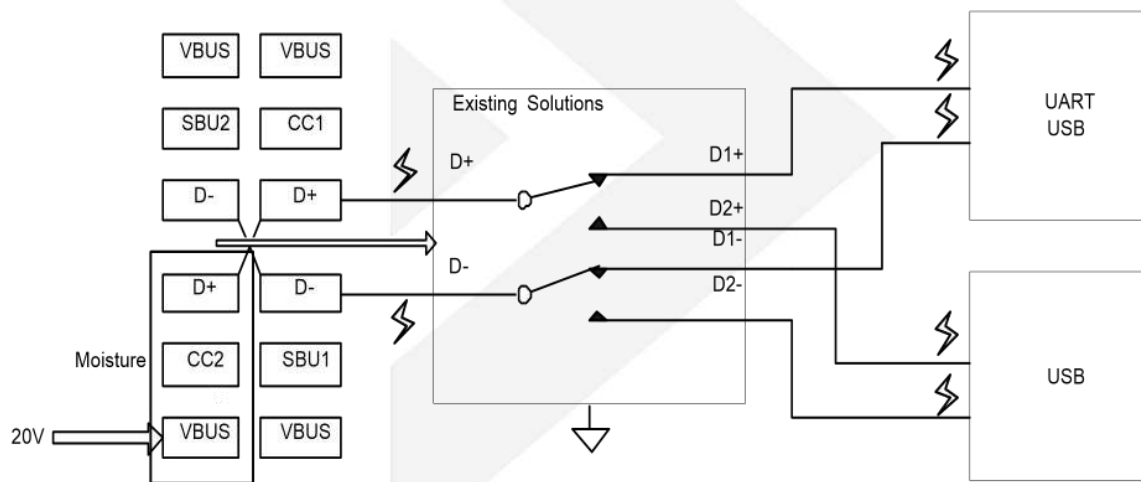 VBUS
VBUS
SBU2
CC1
D-
D+
D+
D-
Moisture
CC2
SBU1
20V
VBUS
VBUS
Existing Solutions
D+
D-
D1+
D2+
D1-
D2-
UART
USB
USB